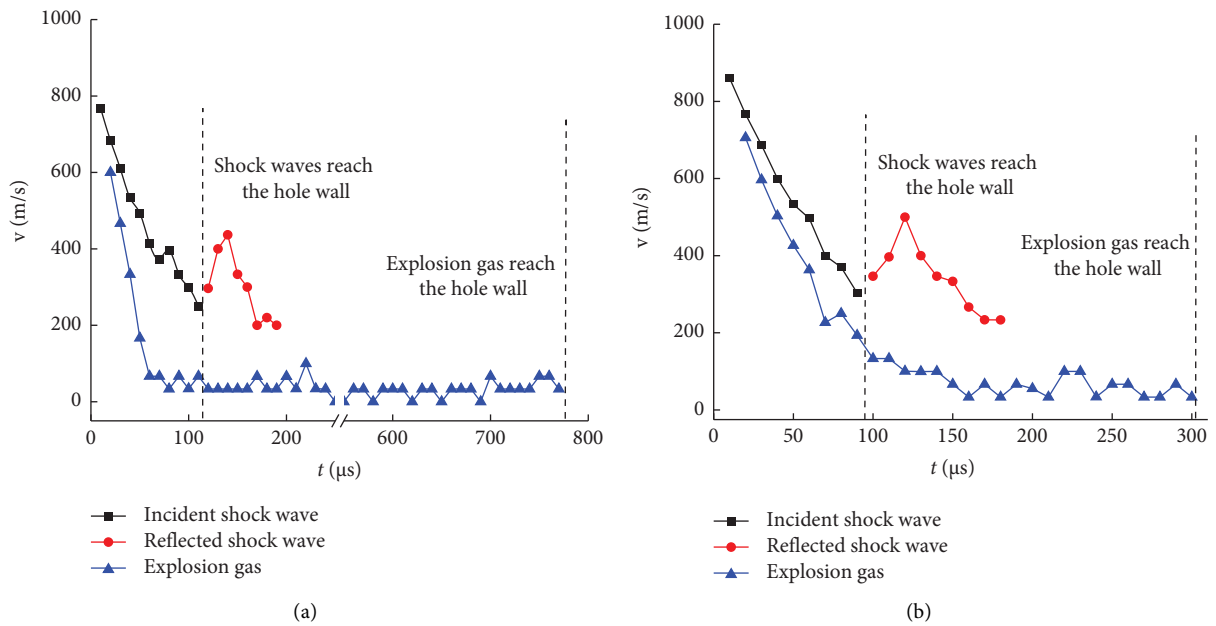 1000
800
600
400
200
0
v (m/s)
Shock waves reach
the hole wall
Explosion gas reach
the hole wall
0 100 200 600 700 800
t (µs)
Incident shock wave
Reflected shock wave
Explosion gas
(a)
1000
800
600
400
200
0
v (m/s)
Shock waves reach
the hole wall
Explosion gas reach
the hole wall
0 50 100 150 200 250 300
t (µs)
Incident shock wave
Reflected shock wave
Explosion gas
(b)